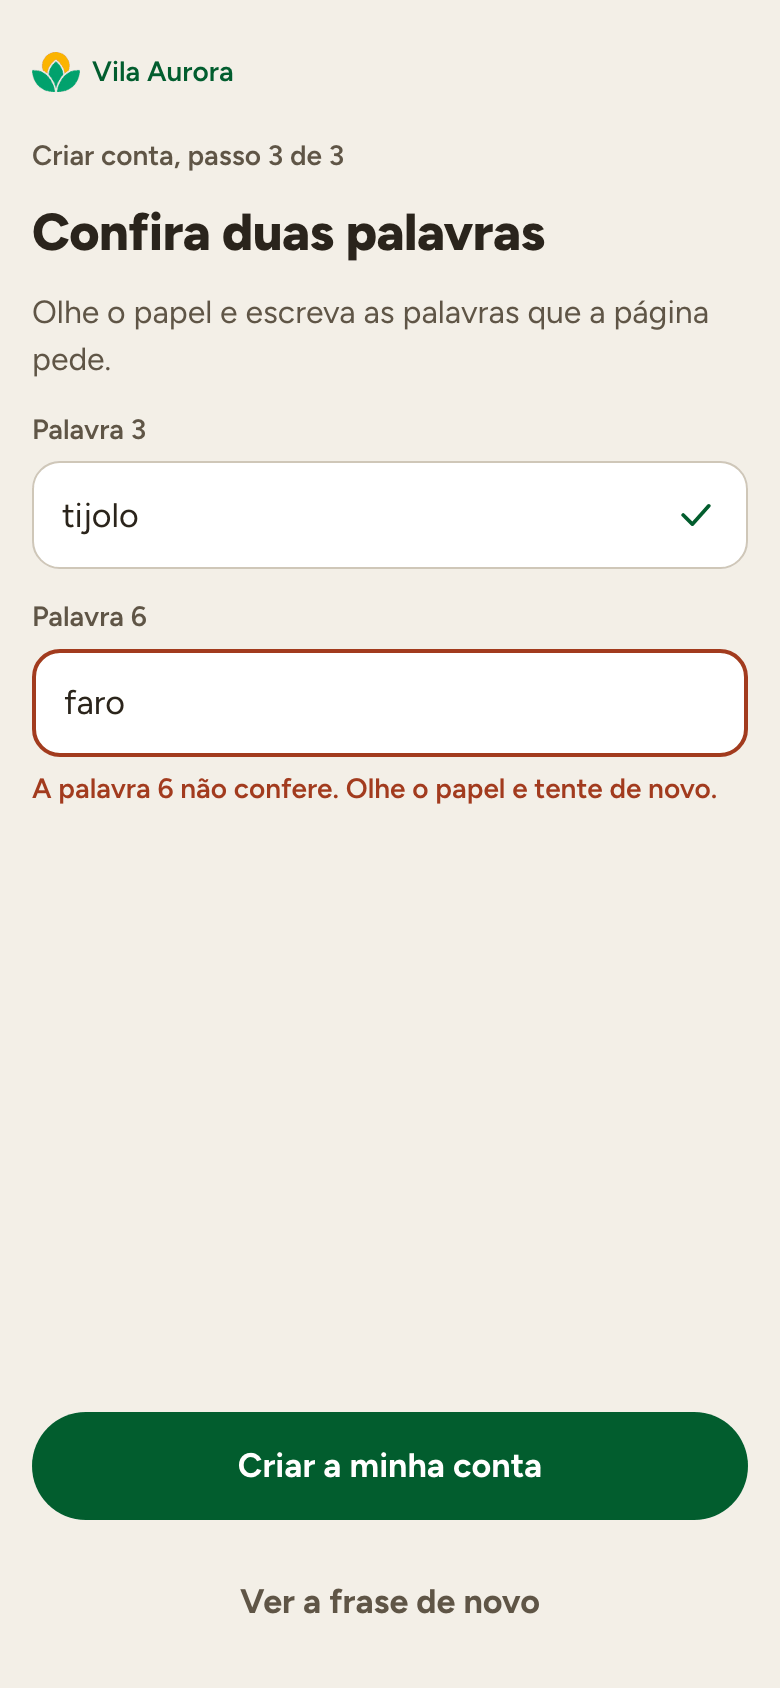 Vila Aurora
Criar conta, passo 3 de 3
Confira duas palavras
Olhe o papel e escreva as palavras que a página
pede.
Palavra 3
tijolo
Palavra 6
faro
A palavra 6 não confere. Olhe o papel e tente de novo.
Criar a minha conta
Ver a frase de novo